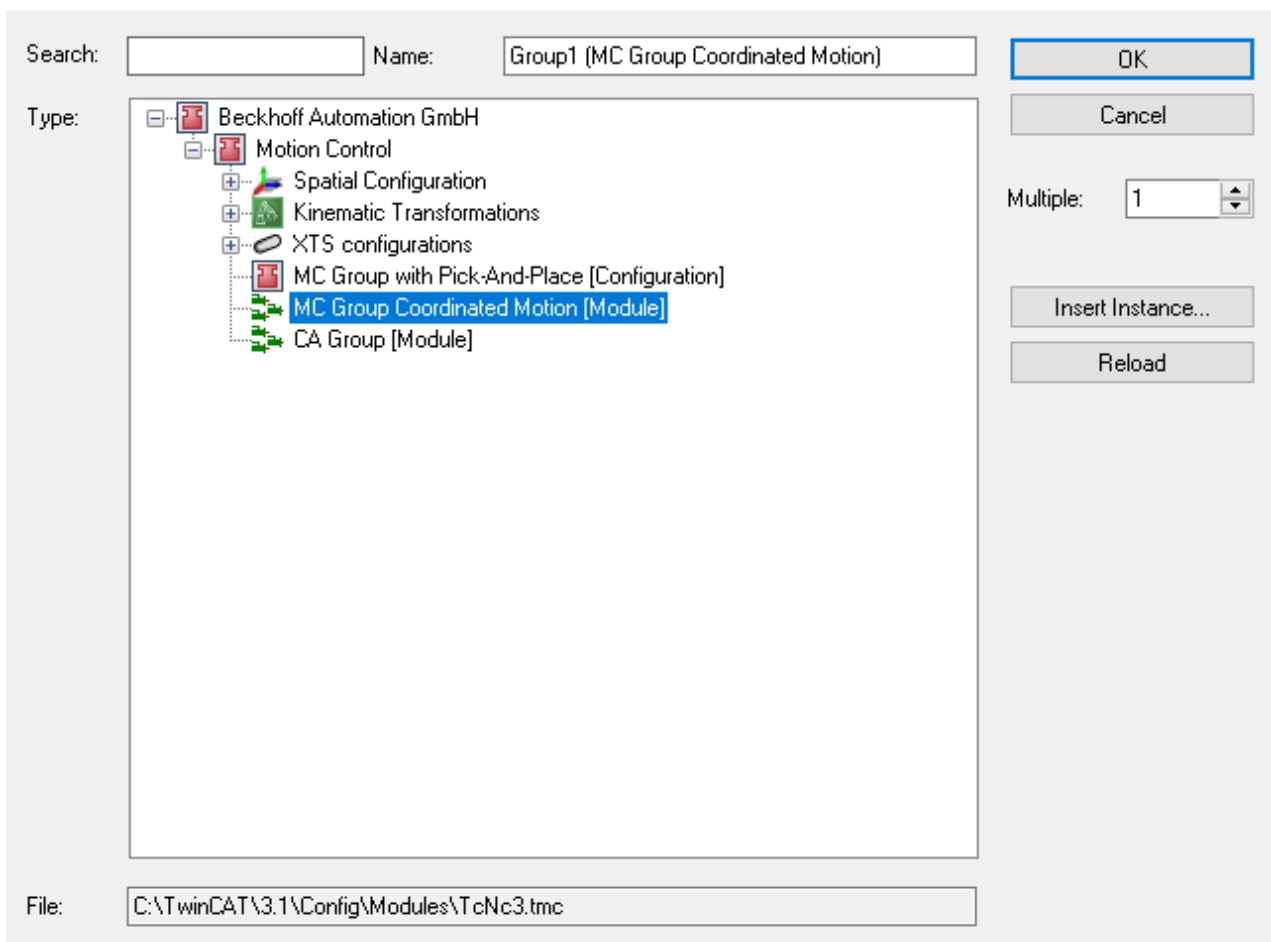 Search: Name: Group1 (MC Group Coordinated Motion) OK
Type: Beckhoff Automation GmbH Cancel
Motion Control
Spatial Configuration
Kinematic Transformations Multiple: 1
XTS configurations
MC Group with Pick-And-Place [Configuration]
MC Group Coordinated Motion [Module] Insert Instance...
CA Group [Module] Reload
File: C:\TwinCAT\3.1\Config\Modules\TcNc3.tmc